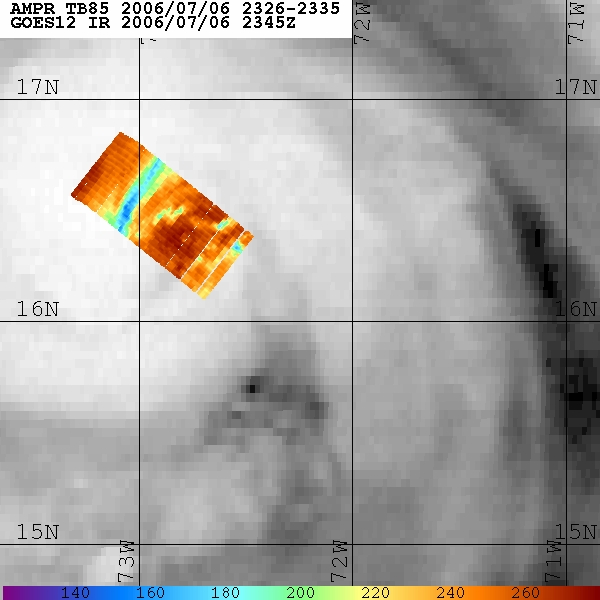 AMPR TB85 2006/07/06 2326-2335
GOES12 IR 2006/07/06 2345Z
72W
71W
17N
17N
16N
16N
15N
15N
73W
72W
71W
140 160 180 200 220 240 260